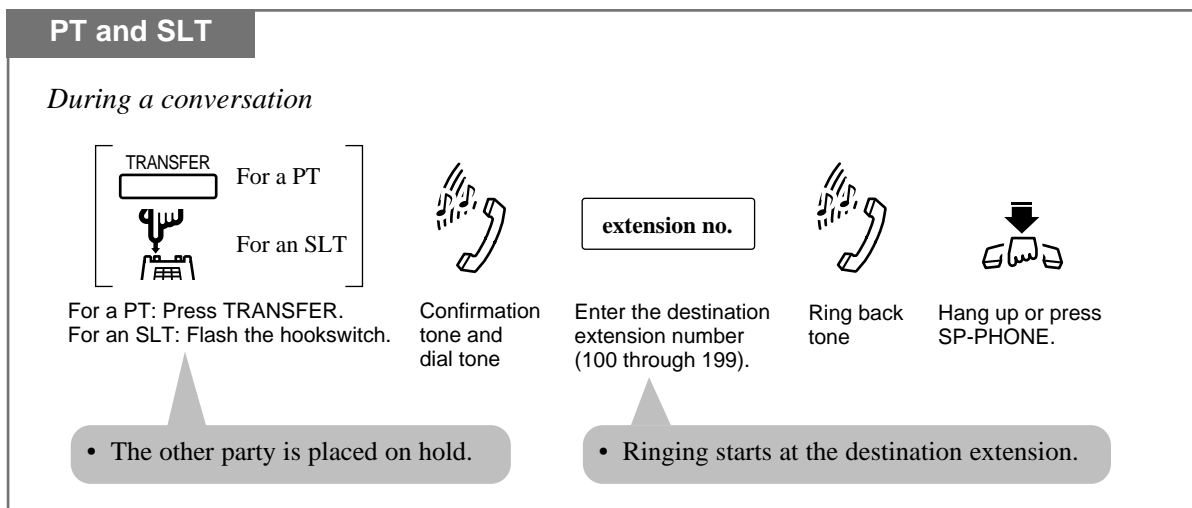 PT and SLT
During a conversation
TRANSFER
For a PT
For an SLT
For a PT: Press TRANSFER.
For an SLT: Flash the hookswitch.
Confirmation
tone and
dial tone
extension no.
Enter the destination
extension number
(100 through 199).
Ring back
tone
Hang up or press
SP-PHONE.
• The other party is placed on hold.
• Ringing starts at the destination extension.